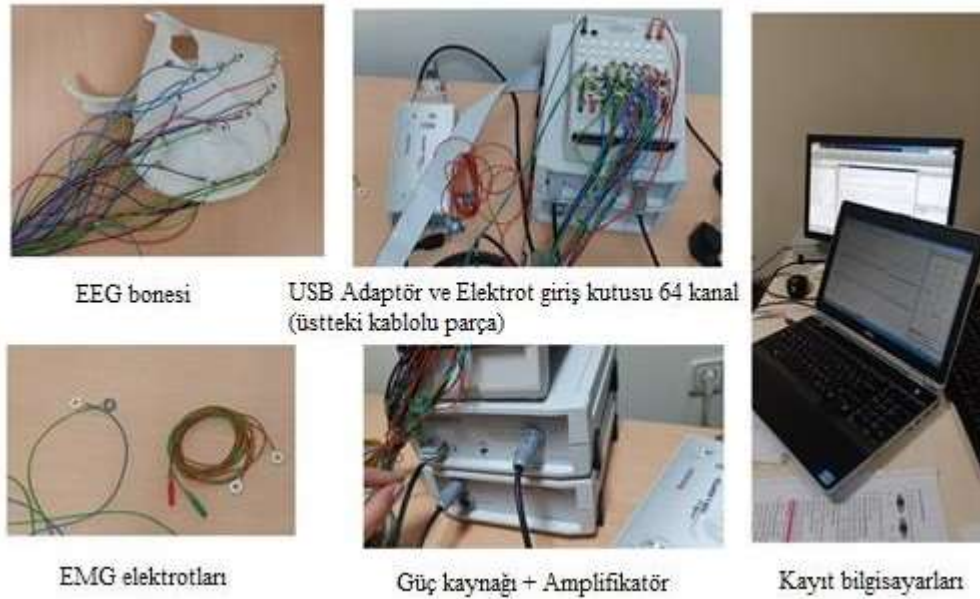 EEG bonesi
USB Adaptör ve Elektrot giriş kutusu 64 kanal
(üstteki kablolu parça)
EMG elektrotları
Güç kaynağı + Amplifikatör
Kayıt bilgisayarları